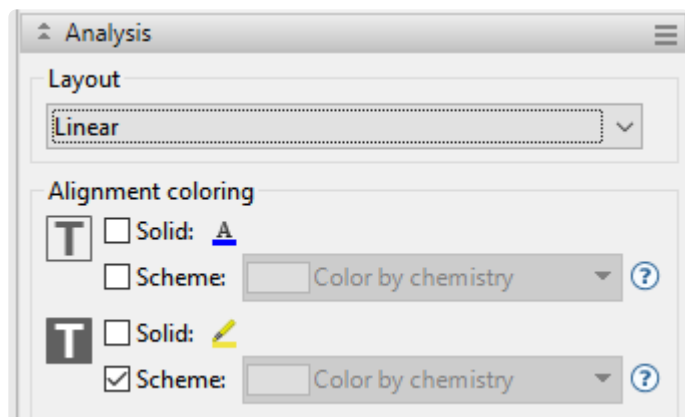 Analysis
Layout
Linear
Alignment coloring
T Solid: A
Scheme: Color by chemistry ?
T Solid:
Scheme: Color by chemistry ?